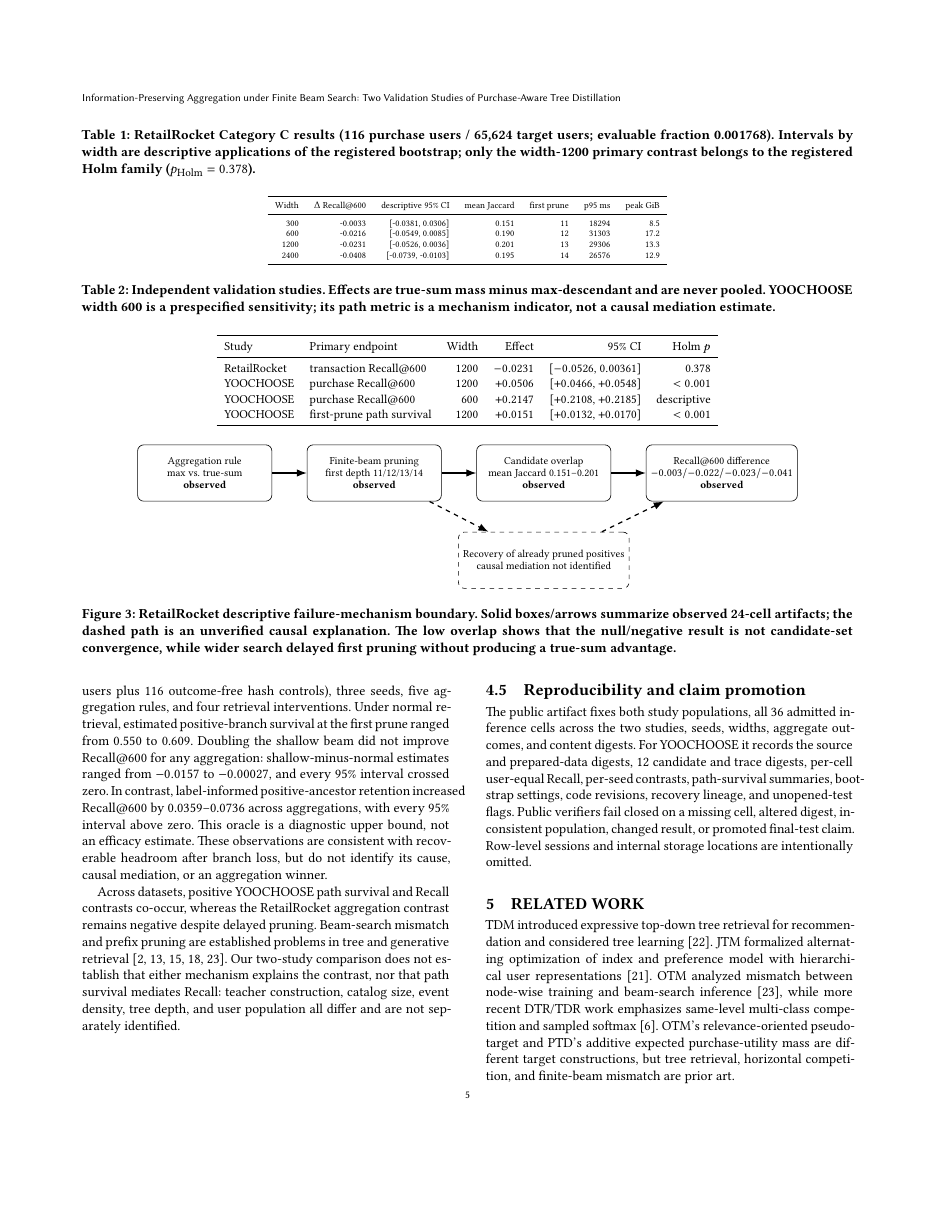 Information-Preserving Aggregation under Finite Beam Search: Two Validation Studies of Purchase-Aware Tree Distillation
Table 1: RetailRocket Category C results (116 purchase users / 65,624 target users; evaluable fraction 0.001768). Intervals by
width are descriptive applications of the registered bootstrap; only the width-1200 primary contrast belongs to the registered
Holm family (pHolm = 0.378).
Width Δ Recall@600 descriptive 95% CI mean Jaccard first prune p95 ms peak GiB
300 -0.0033 [-0.0381, 0.0306] 0.151 11 18294 8.5
600 -0.0216 [-0.0549, 0.0085] 0.190 12 31303 17.2
1200 -0.0231 [-0.0526, 0.0036] 0.201 13 29306 13.3
2400 -0.0408 [-0.0739, -0.0103] 0.195 14 26576 12.9
Table 2: Independent validation studies. Effects are true-sum mass minus max-descendant and are never pooled. YOOCHOOSE
width 600 is a prespecified sensitivity; its path metric is a mechanism indicator, not a causal mediation estimate.
Study Primary endpoint Width Effect 95% CI Holm p
RetailRocket transaction Recall@600 1200 −0.0231 [−0.0526, 0.00361] 0.378
YOOCHOOSE purchase Recall@600 1200 +0.0506 [+0.0466, +0.0548] < 0.001
YOOCHOOSE purchase Recall@600 600 +0.2147 [+0.2108, +0.2185] descriptive
YOOCHOOSE first-prune path survival 1200 +0.0151 [+0.0132, +0.0170] < 0.001
Aggregation rule
max vs. true-sum
observed
Finite-beam pruning
first depth 11/12/13/14
observed
Candidate overlap
mean Jaccard 0.151–0.201
observed
Recall@600 difference
−0.003/−0.022/−0.023/−0.041
observed
Recovery of already pruned positives
causal mediation not identified
Figure 3: RetailRocket descriptive failure-mechanism boundary. Solid boxes/arrows summarize observed 24-cell artifacts; the
dashed path is an unverified causal explanation. The low overlap shows that the null/negative result is not candidate-set
convergence, while wider search delayed first pruning without producing a true-sum advantage.
users plus 116 outcome-free hash controls), three seeds, five ag-
gregation rules, and four retrieval interventions. Under normal re-
trieval, estimated positive-branch survival at the first prune ranged
from 0.550 to 0.609. Doubling the shallow beam did not improve
Recall@600 for any aggregation: shallow-minus-normal estimates
ranged from −0.0157 to −0.00027, and every 95% interval crossed
zero. In contrast, label-informed positive-ancestor retention increased
Recall@600 by 0.0359–0.0736 across aggregations, with every 95%
interval above zero. This oracle is a diagnostic upper bound, not
an efficacy estimate. These observations are consistent with recov-
erable headroom after branch loss, but do not identify its cause,
causal mediation, or an aggregation winner.
Across datasets, positive YOOCHOOSE path survival and Recall
contrasts co-occur, whereas the RetailRocket aggregation contrast
remains negative despite delayed pruning. Beam-search mismatch
and prefix pruning are established problems in tree and generative
retrieval [2, 13, 15, 18, 23]. Our two-study comparison does not es-
tablish that either mechanism explains the contrast, nor that path
survival mediates Recall: teacher construction, catalog size, event
density, tree depth, and user population all differ and are not sep-
arately identified.
4.5 Reproducibility and claim promotion
The public artifact fixes both study populations, all 36 admitted in-
ference cells across the two studies, seeds, widths, aggregate out-
comes, and content digests. For YOOCHOOSE it records the source
and prepared-data digests, 12 candidate and trace digests, per-cell
user-equal Recall, per-seed contrasts, path-survival summaries, boot-
strap settings, code revisions, recovery lineage, and unopened-test
flags. Public verifiers fail closed on a missing cell, altered digest, in-
consistent population, changed result, or promoted final-test claim.
Row-level sessions and internal storage locations are intentionally
omitted.
5 RELATED WORK
TDM introduced expressive top-down tree retrieval for recommen-
dation and considered tree learning [22]. JTM formalized alternat-
ing optimization of index and preference model with hierarchi-
cal user representations [21]. OTM analyzed mismatch between
node-wise training and beam-search inference [23], while more
recent DTR/TDR work emphasizes same-level multi-class compe-
tition and sampled softmax [6]. OTM's relevance-oriented pseudo-
target and PTD's additive expected purchase-utility mass are dif-
ferent target constructions, but tree retrieval, horizontal competi-
tion, and finite-beam mismatch are prior art.
5